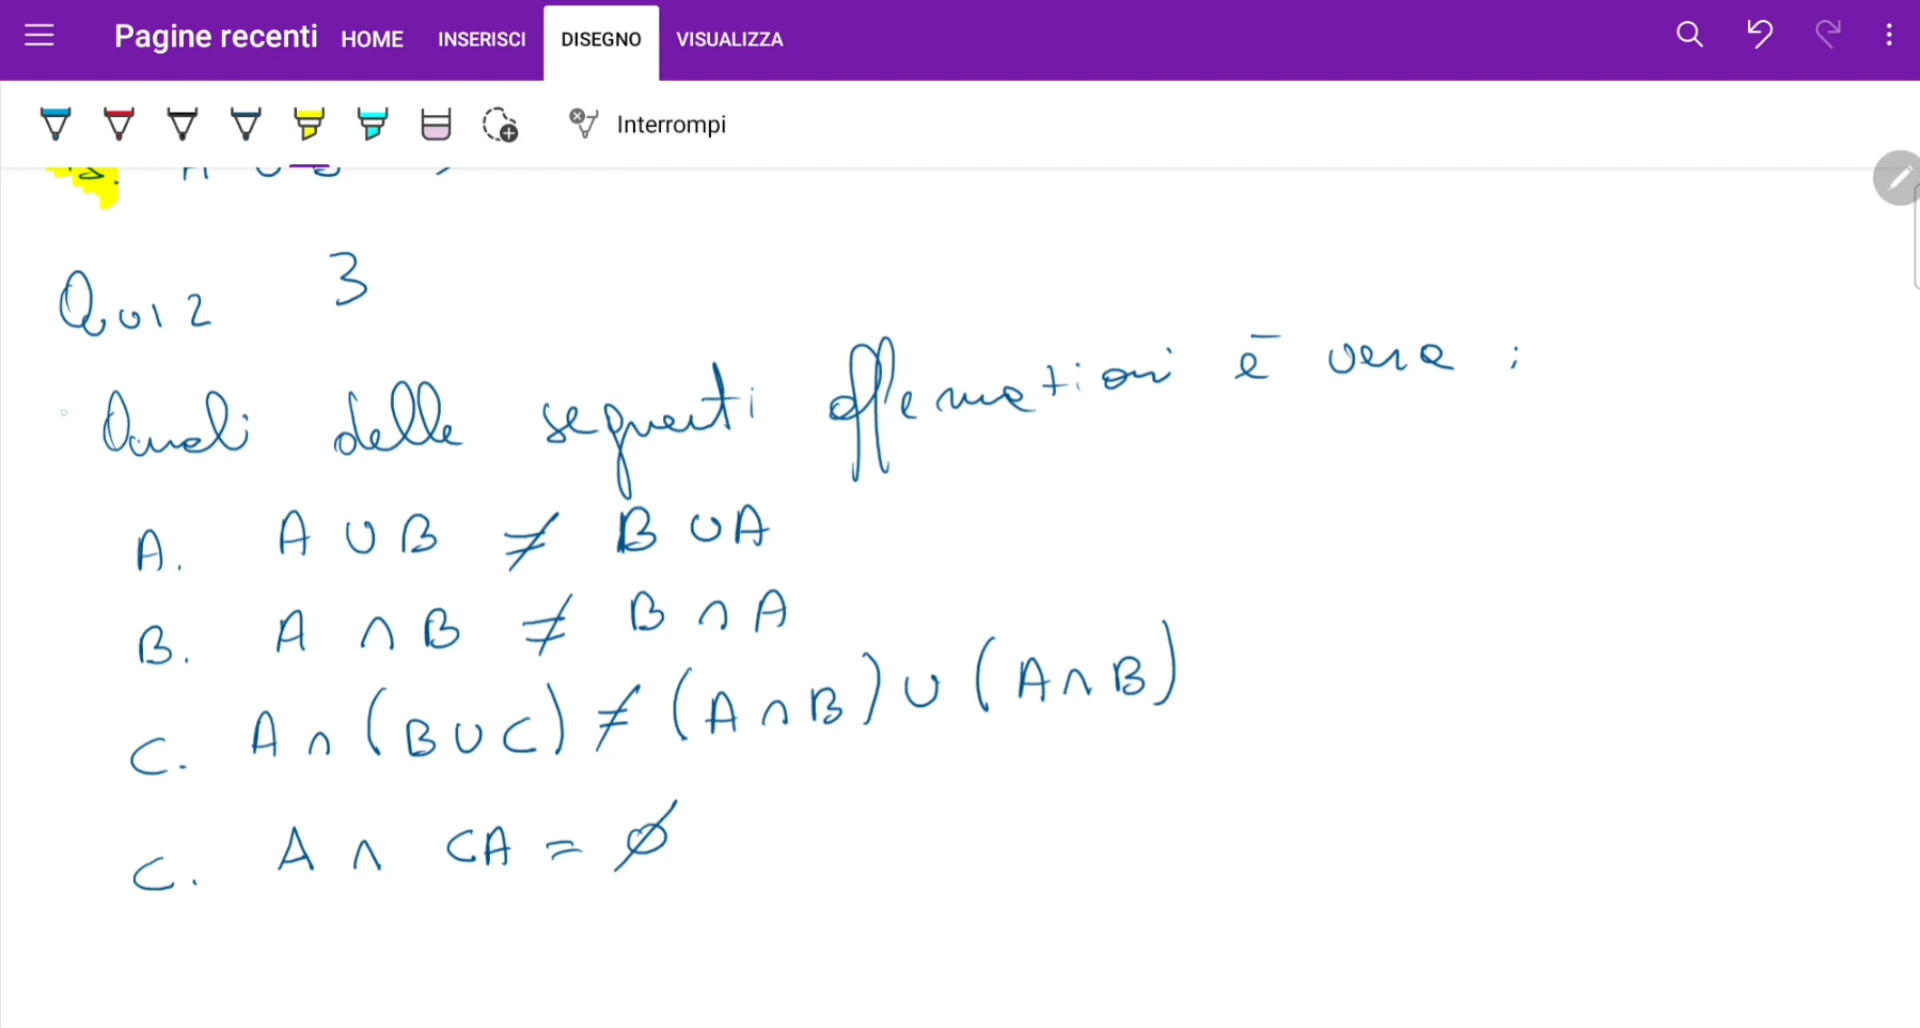 Pagine recenti HOME INSERISCI DISEGNO VISUALIZZA
Interrompi
Quiz 3
Quali delle seguenti affermazioni è vera :
A. A ∪ B ≠ B ∪ A
B. A ∩ B ≠ B ∩ A
C. A ∩ (B ∪ C) ≠ (A ∩ B) ∪ (A ∩ B)
C. A ∩ CA = ∅